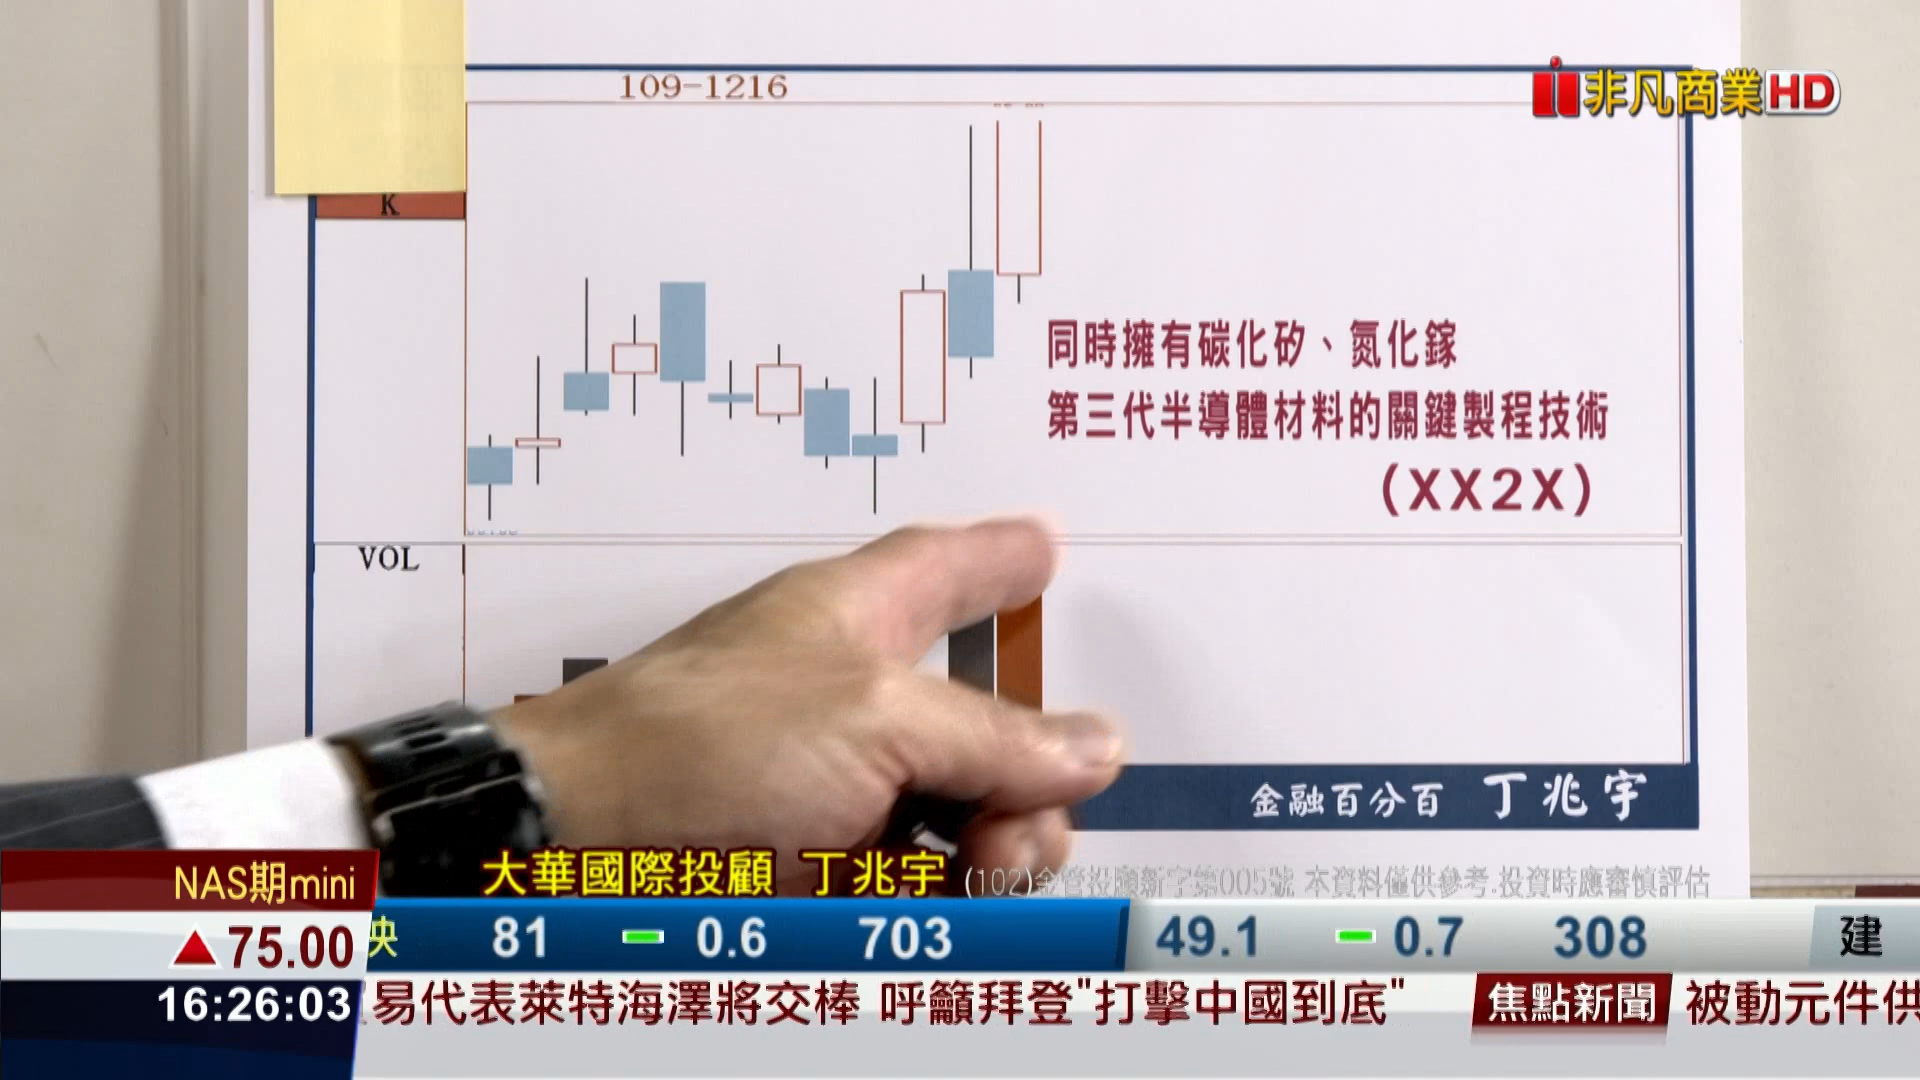 109-1216
非凡商業HD
K
同時擁有碳化矽、氮化鎵
第三代半導體材料的關鍵製程技術
(XX2X)
VOL
金融百分百 丁兆宇
大華國際投顧 丁兆宇
(102)金管投顧新字第005號 本資料僅供參考.投資時應審慎評估
NAS期mini
▲75.00
央 81 0.6 703 49.1 0.7 308 建
16:26:03
易代表萊特海澤將交棒 呼籲拜登"打擊中國到底" 焦點新聞 被動元件供